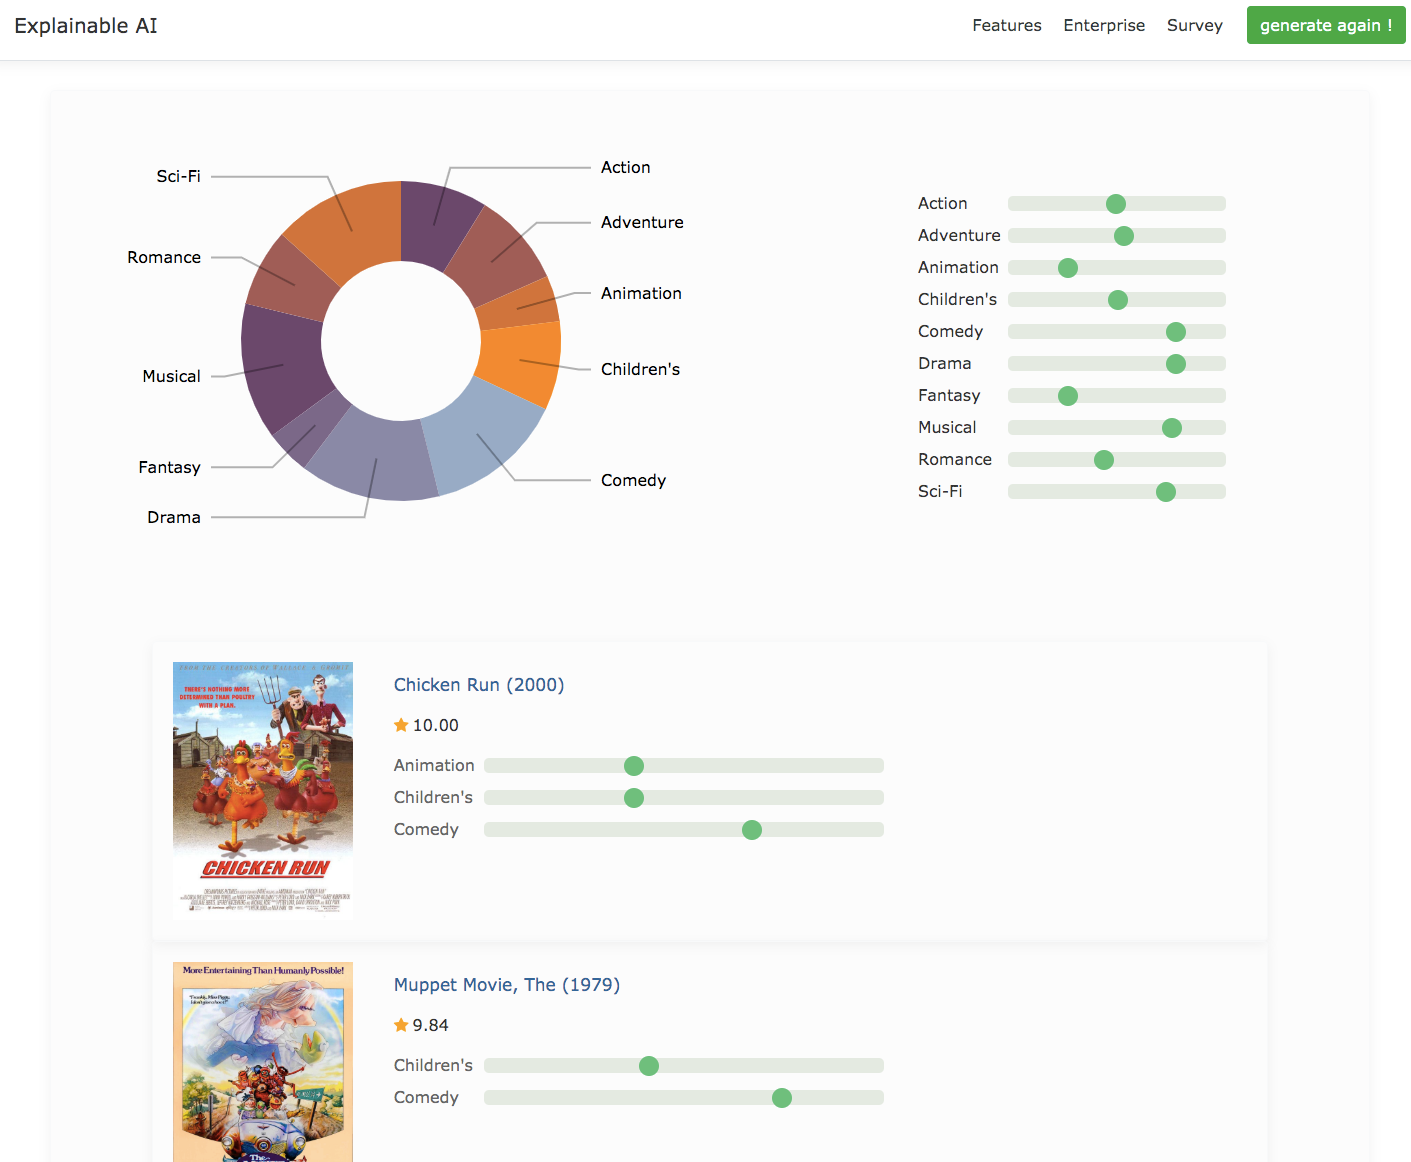 Explainable AI
Features Enterprise Survey generate again !
Sci-Fi
Action
Adventure
Romance
Animation
Musical
Children's
Fantasy
Comedy
Drama
Action
Adventure
Animation
Children's
Comedy
Drama
Fantasy
Musical
Romance
Sci-Fi
FROM THE CREATORS OF WALLACE & GROMIT
THERE'S NOTHING MORE
DETERMINED THAN POULTRY
WITH A PLAN.
CHICKEN RUN
Chicken Run (2000)
10.00
Animation
Children's
Comedy
More Entertaining Than Humanly Possible!
The
Muppet Movie, The (1979)
9.84
Children's
Comedy